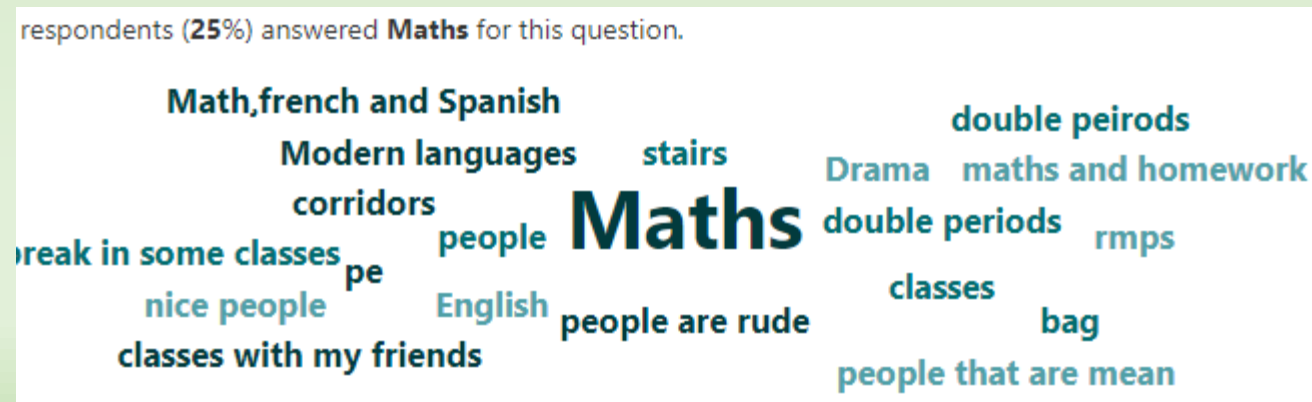 respondents (25%) answered Maths for this question.
Math,french and Spanish
double peirods
Modern languages
stairs
Drama
maths and homework
corridors
Maths
double periods
people
rmps
in some classes
pe
classes
nice people
English
people are rude
bag
classes with my friends
people that are mean